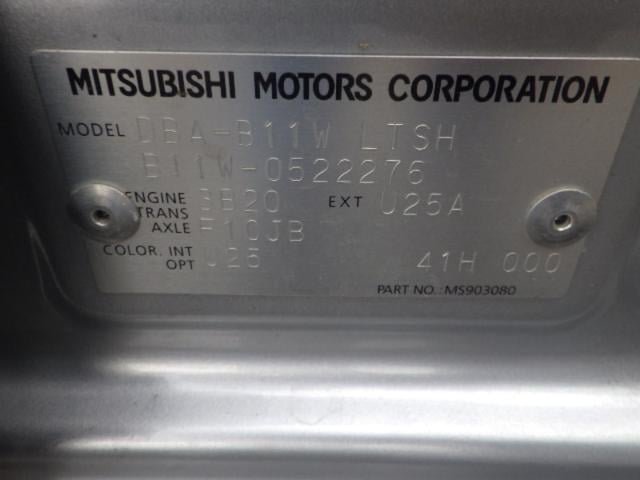 MITSUBISHI MOTORS CORPORATION
MODEL DBA-B11W LTSH
B11W-0522276
ENGINE 3B20 EXT U25A
TRANS
AXLE F1CJB
COLOR. INT
OPT U25 41H 000
PART NO.: MS903080